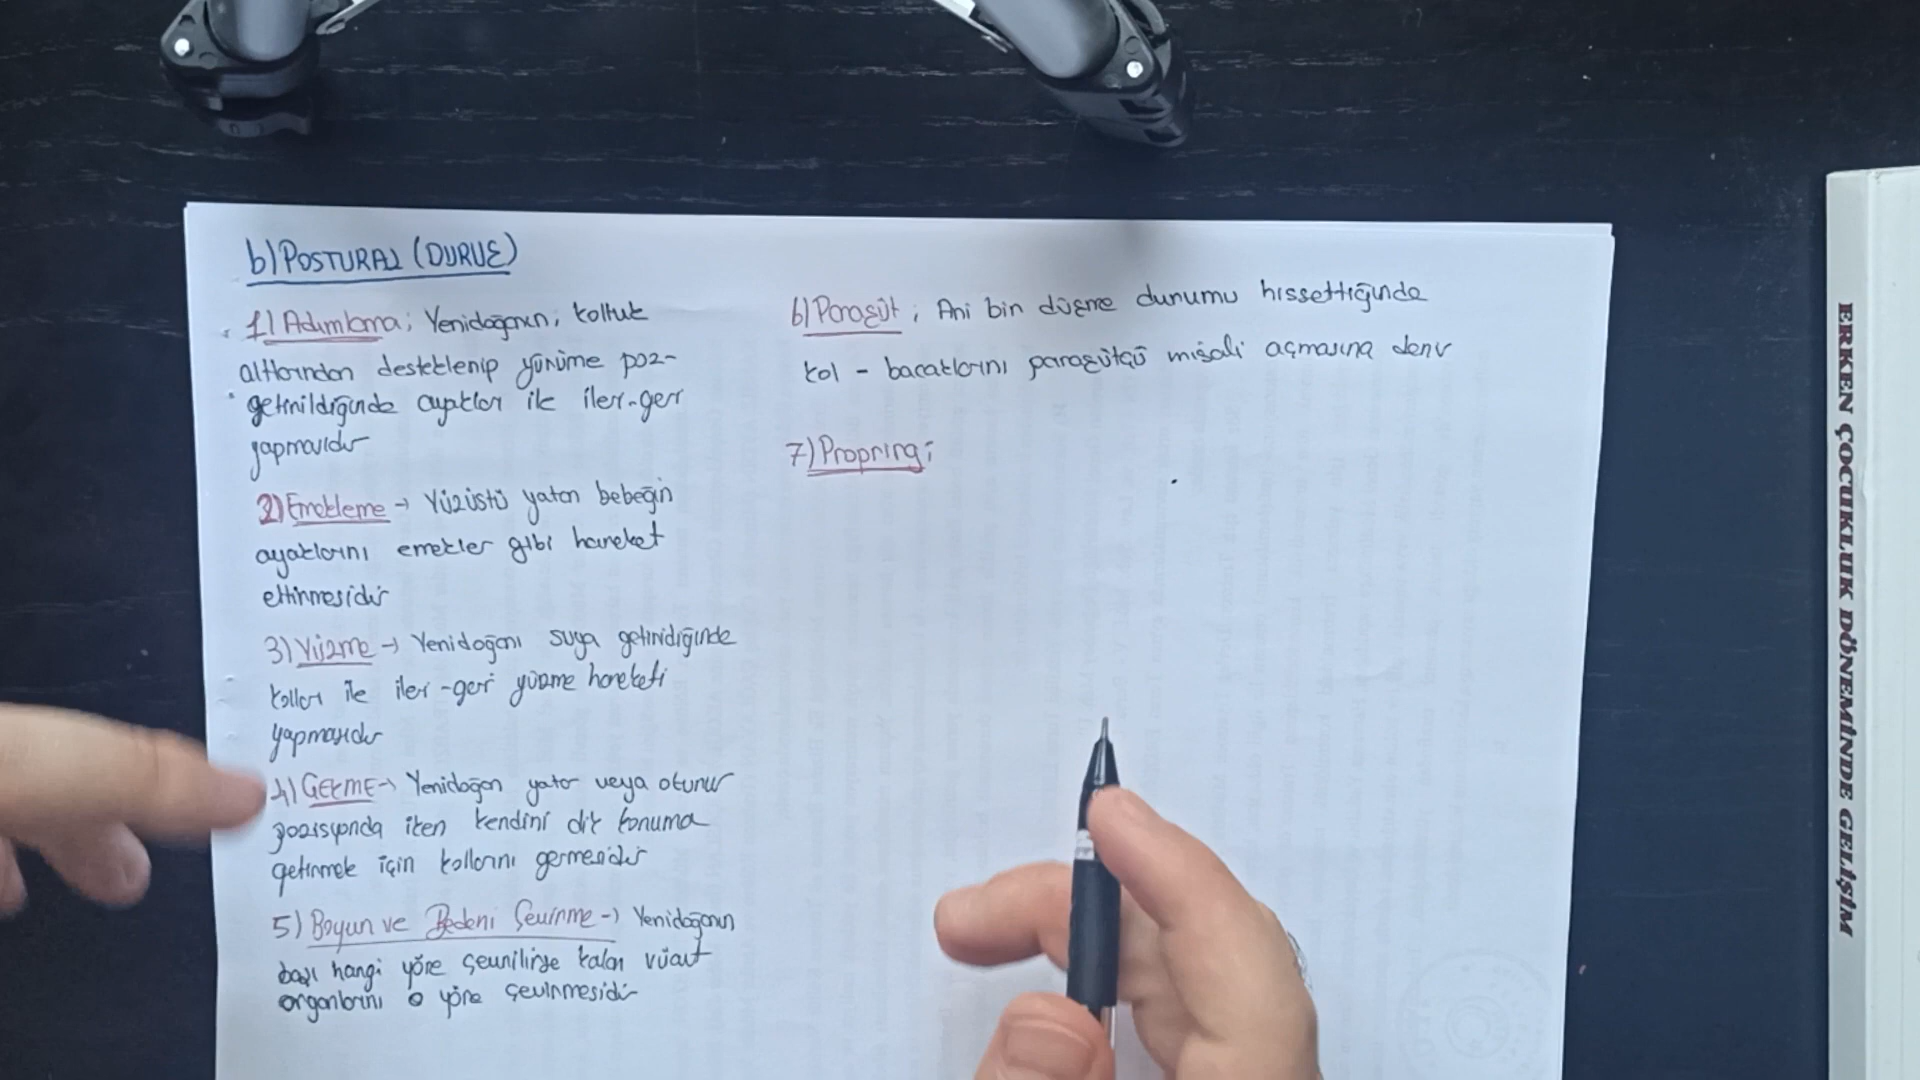 b) POSTURAL (DURUŞ)
1) Adımlama; Yenidoğanın; koltuk
altlarından desteklenip yürüme poz-
getirildiğinde ayaklar ile ileri-geri
yapmasıdır
2) Emekleme → Yüzüstü yatan bebeğin
ayaklarını emekler gibi hareket
ettirmesidir
3) Yüzme → Yenidoğanı suya getirdiğinde
kolları ile ileri-geri yüzme hareketi
yapmasıdır
4) GERME → Yenidoğan yatar veya oturur
pozisyonda iken kendini dik konuma
getirmek için kollarını germesidir
5) Boyun ve Bedeni Çevirme → Yenidoğanın
başı hangi yöre çevrilirse kalan vücut
organlarını o yöre çevirmesidir
6) Paraşüt; Ani bir düşme durumu hissettiğinde
kol - bacaklarını paraşütçü misali açmasına denir
7) Propring;
ERKEN ÇOCUKLUK DÖNEMİNDE GELİŞİM